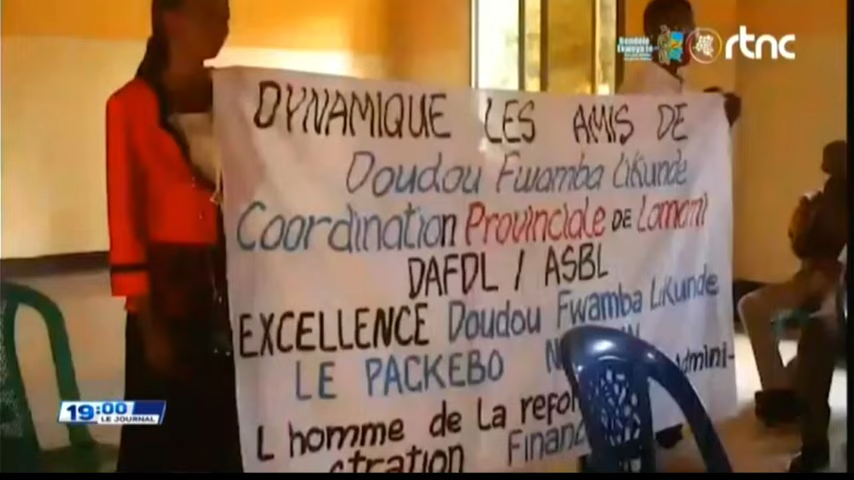 rtnc
DYNAMIQUE LES AMIS DE
Doudou Fwamba LiKunde
Coordination Provinciale DE Lomami
DAFDL / ASBL
EXCELLENCE Doudou Fwamba LiKunde
LE PACKEBO
L homme de La
stration Financ
19:00
LE JOURNAL